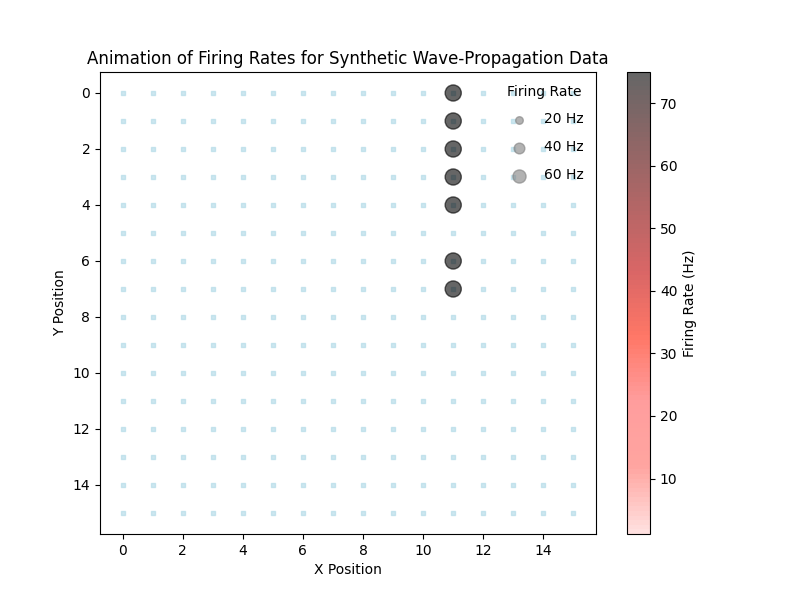 Animation of Firing Rates for Synthetic Wave-Propagation Data
Firing Rate
20 Hz
40 Hz
60 Hz
0
2
4
6
8
10
12
14
Y Position
0 2 4 6 8 10 12 14
X Position
70
60
50
40
30
20
10
Firing Rate (Hz)